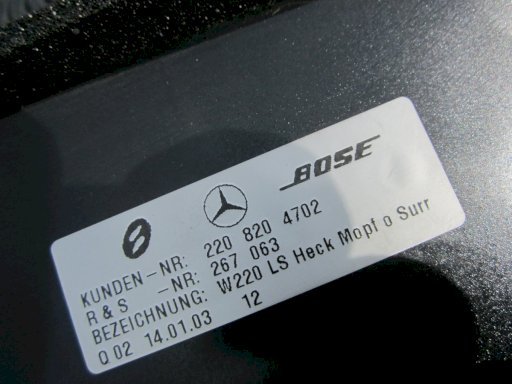 BOSE
KUNDEN-NR: 220 820 4702
R & S -NR: 267 063
BEZEICHNUNG: W220 LS Heck Mopf o Surr
Q 02 14.01.03 12